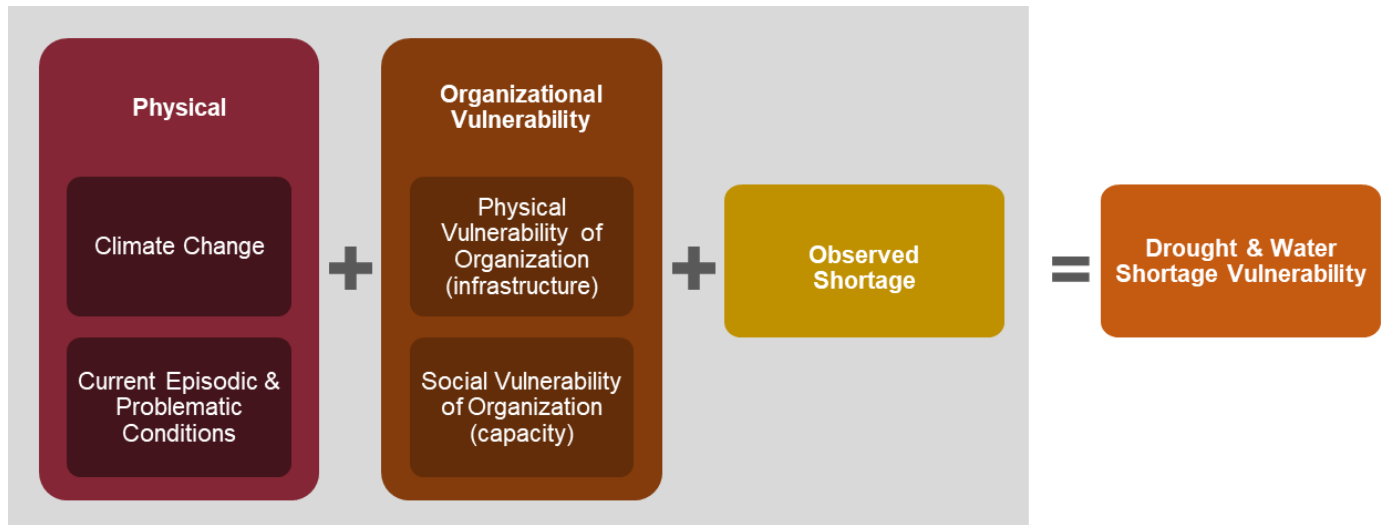 Physical
Climate Change
Current Episodic &
Problematic
Conditions
+
Organizational
Vulnerability
Physical
Vulnerability of
Organization
(infrastructure)
Social Vulnerability
of Organization
(capacity)
+
Observed
Shortage
=
Drought & Water
Shortage Vulnerability